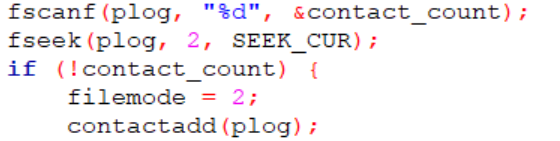 fscanf(plog, "%d", &contact_count);
fseek(plog, 2, SEEK_CUR);
if (!contact_count) {
    filemode = 2;
    contactadd(plog);